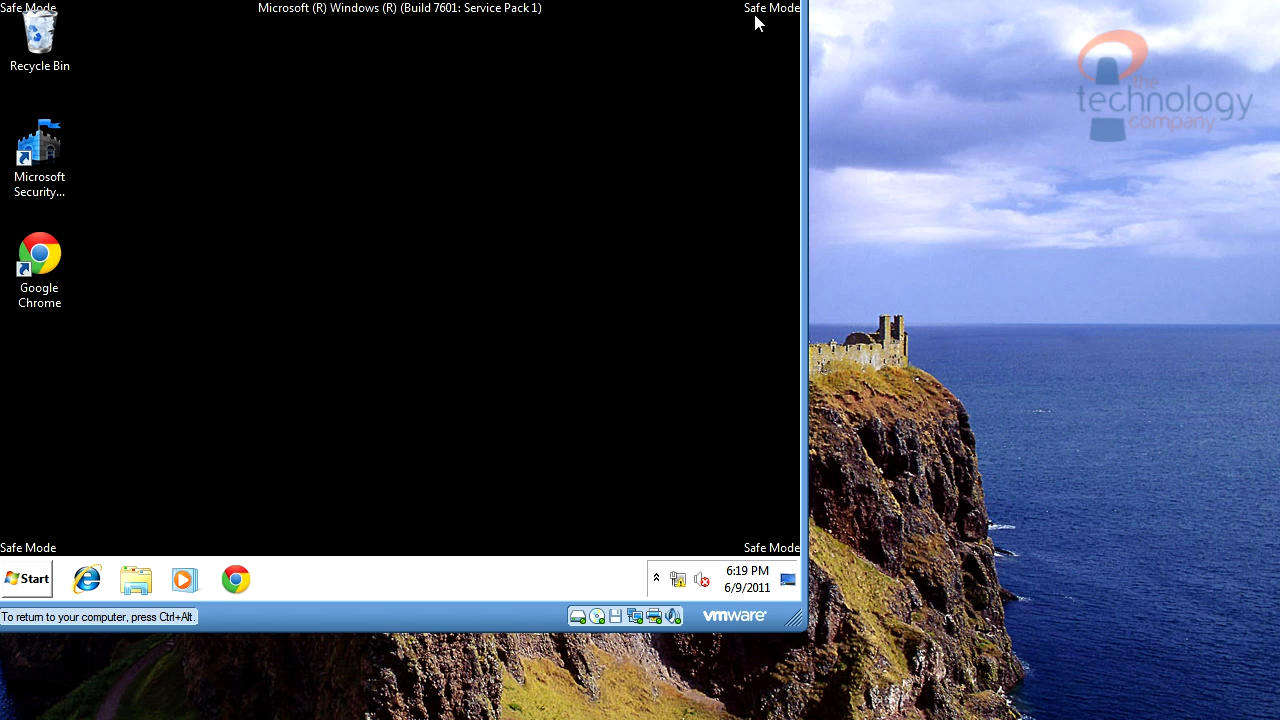 Safe Mode
Microsoft (R) Windows (R) (Build 7601: Service Pack 1)
Safe Mode
Recycle Bin
Microsoft
Security...
Google
Chrome
the
technology
company
Safe Mode
Safe Mode
Start
6:19 PM
6/9/2011
To return to your computer, press Ctrl+Alt.
vmware